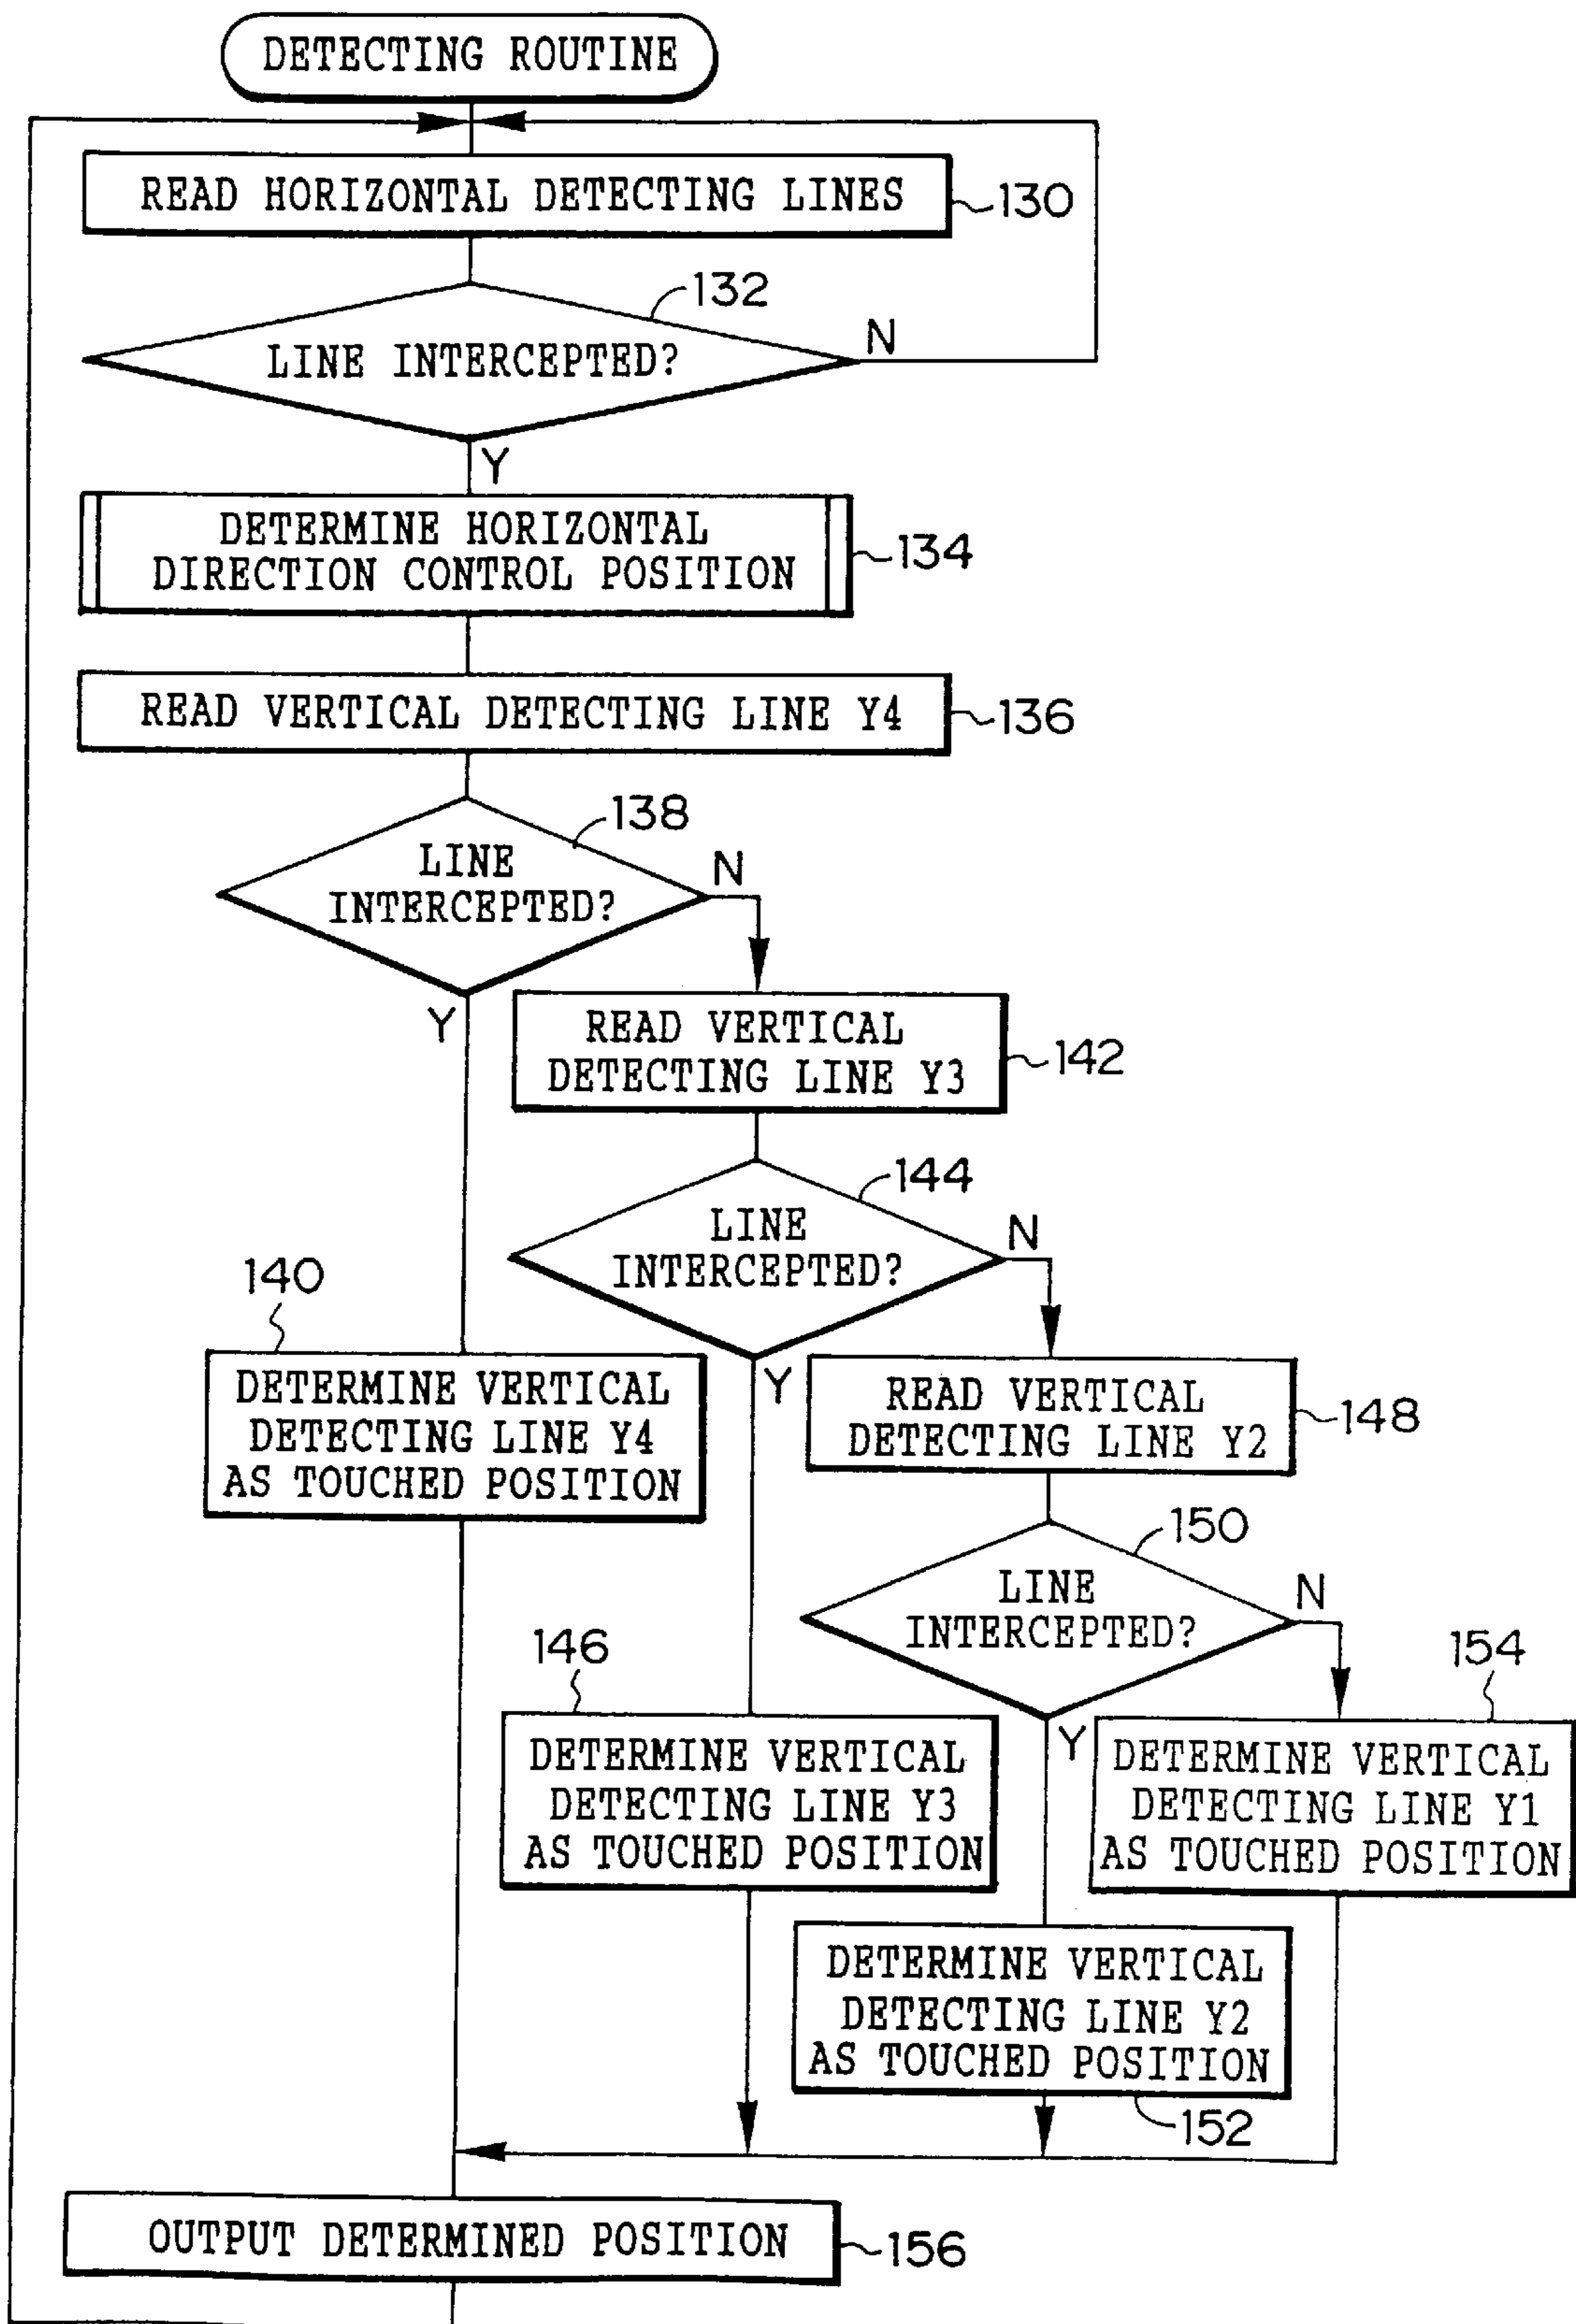 DETECTING ROUTINE
READ HORIZONTAL DETECTING LINES
130
132
LINE INTERCEPTED?
N
Y
DETERMINE HORIZONTAL
DIRECTION CONTROL POSITION
134
READ VERTICAL DETECTING LINE Y4
136
138
LINE
INTERCEPTED?
N
Y
READ VERTICAL
DETECTING LINE Y3
142
144
LINE
INTERCEPTED?
N
Y
140
DETERMINE VERTICAL
DETECTING LINE Y4
AS TOUCHED POSITION
READ VERTICAL
DETECTING LINE Y2
148
150
LINE
INTERCEPTED?
N
Y
146
DETERMINE VERTICAL
DETECTING LINE Y3
AS TOUCHED POSITION
154
DETERMINE VERTICAL
DETECTING LINE Y1
AS TOUCHED POSITION
DETERMINE VERTICAL
DETECTING LINE Y2
AS TOUCHED POSITION
152
OUTPUT DETERMINED POSITION
156